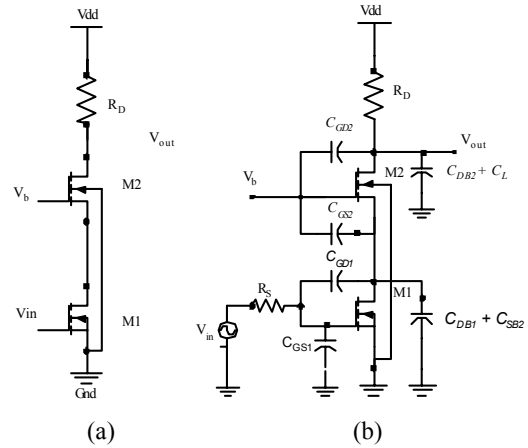 Vdd
R_D
V_out
V_b
M2
Vin
M1
Gnd
(a)
Vdd
R_D
C_GD2
V_out
V_b
M2
C_DB2 + C_L
C_GS2
C_GD1
R_S
M1
V_in
C_DB1 + C_SB2
C_GS1
(b)